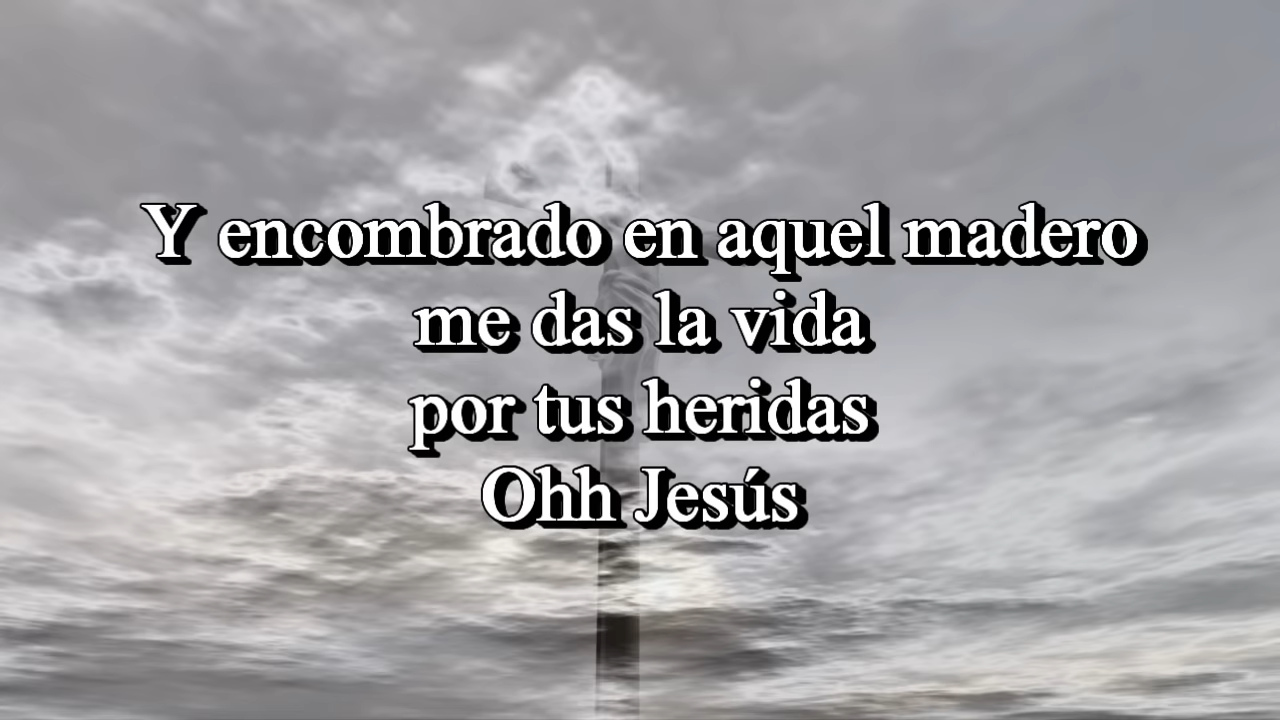 Y encombrado en aquel madero
me das la vida
por tus heridas
Ohh Jesús